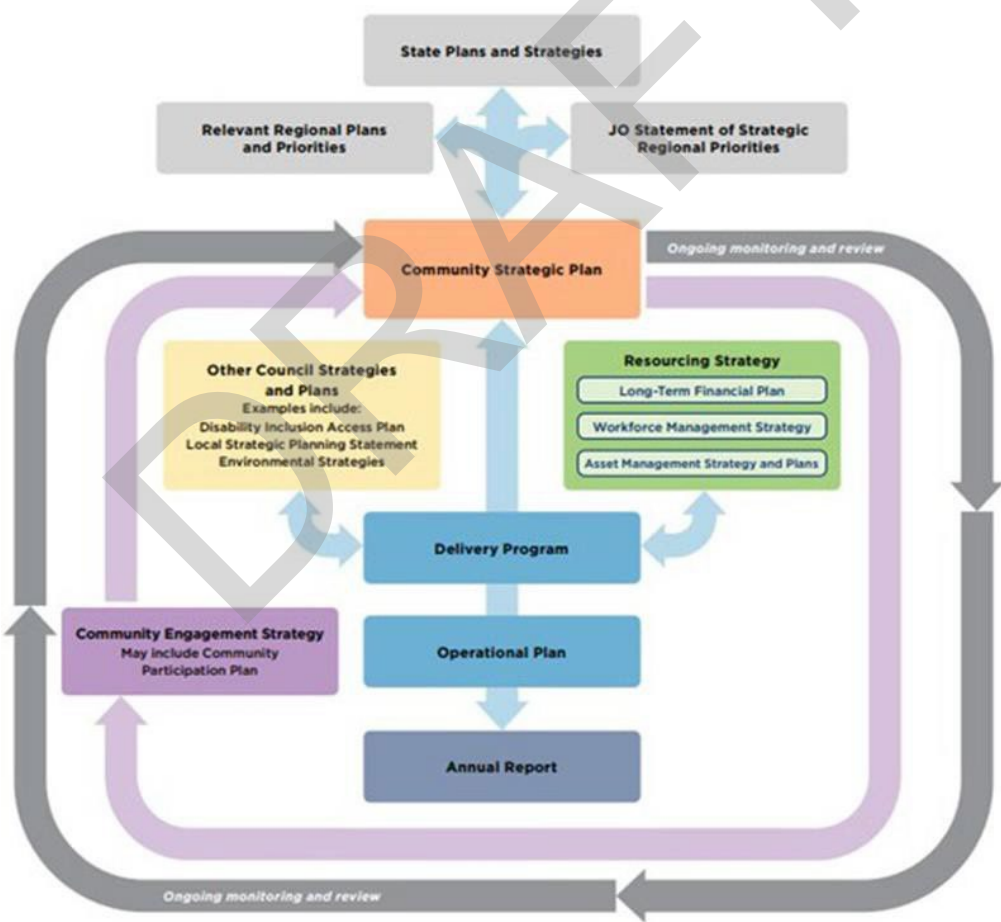 State Plans and Strategies
Relevant Regional Plans
and Priorities
JO Statement of Strategic
Regional Priorities
Community Strategic Plan
Ongoing monitoring and review
Other Council Strategies
and Plans
Examples include:
Disability Inclusion Access Plan
Local Strategic Planning Statement
Environmental Strategies
Resourcing Strategy
Long-Term Financial Plan
Workforce Management Strategy
Asset Management Strategy and Plans
Delivery Program
Community Engagement Strategy
May include Community
Participation Plan
Operational Plan
Annual Report
Ongoing monitoring and review
DRAFT